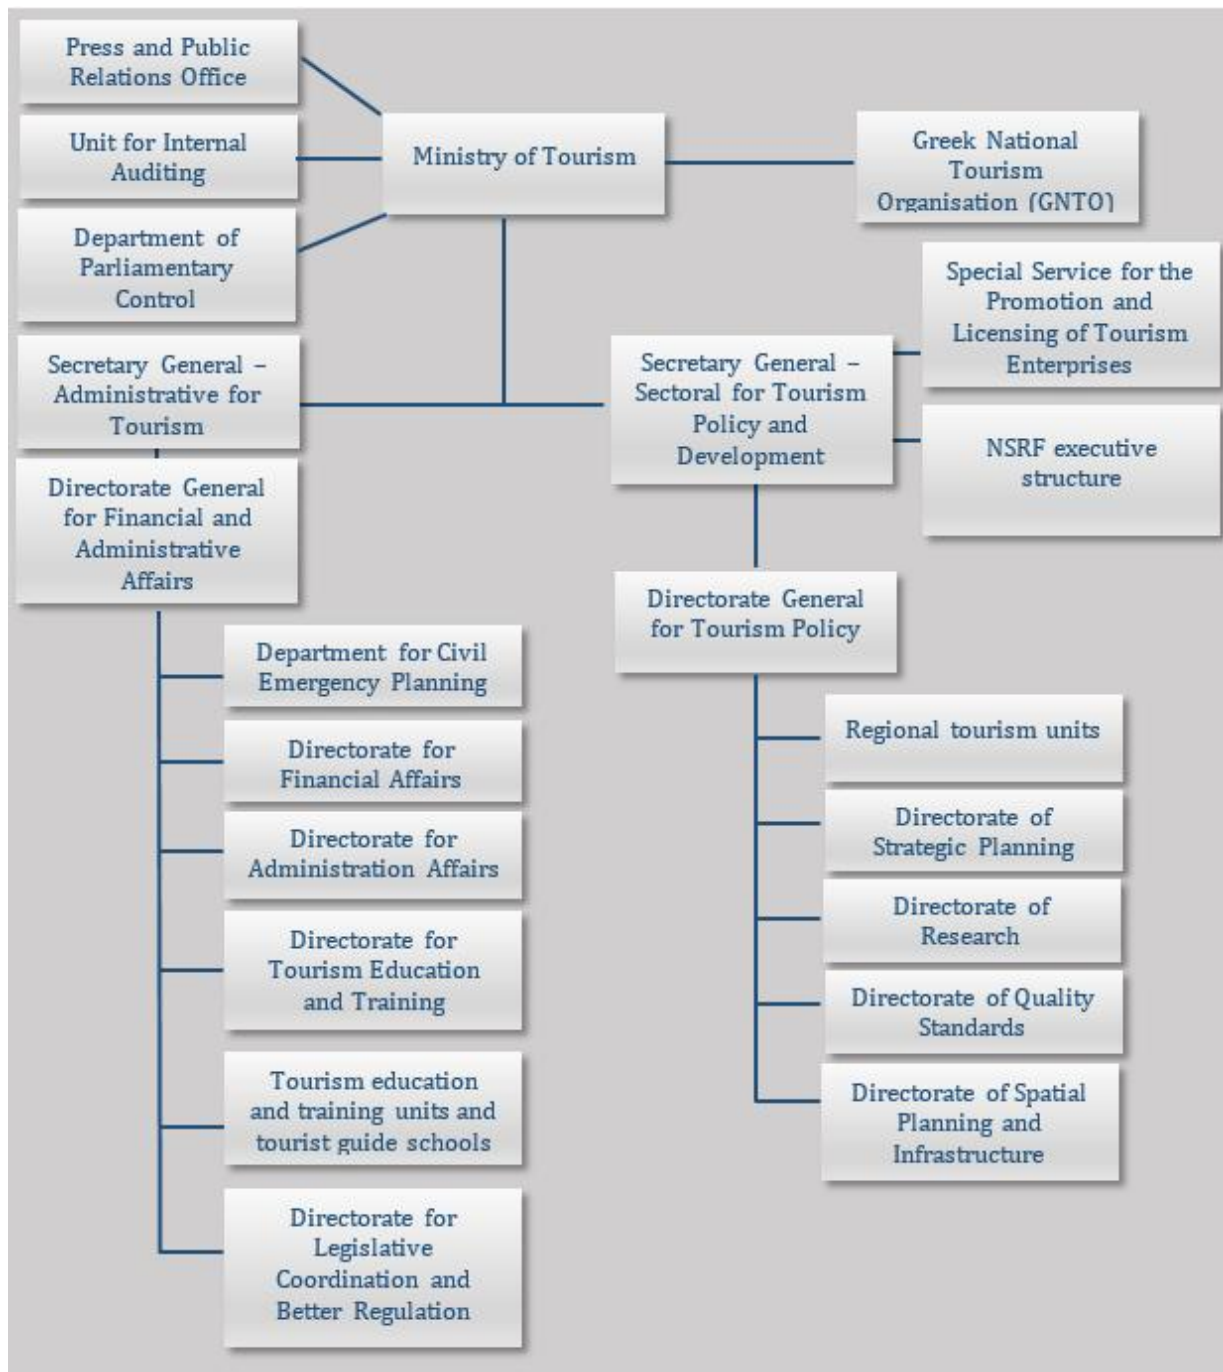 Press and Public
Relations Office
Unit for Internal
Auditing
Department of
Parliamentary
Control
Ministry of Tourism
Greek National
Tourism
Organisation (GNTO)
Secretary General –
Administrative for
Tourism
Secretary General –
Sectoral for Tourism
Policy and
Development
Special Service for the
Promotion and
Licensing of Tourism
Enterprises
NSRF executive
structure
Directorate General
for Financial and
Administrative
Affairs
Department for Civil
Emergency Planning
Directorate for
Financial Affairs
Directorate for
Administration Affairs
Directorate for
Tourism Education
and Training
Tourism education
and training units and
tourist guide schools
Directorate for
Legislative
Coordination and
Better Regulation
Directorate General
for Tourism Policy
Regional tourism units
Directorate of
Strategic Planning
Directorate of
Research
Directorate of Quality
Standards
Directorate of Spatial
Planning and
Infrastructure